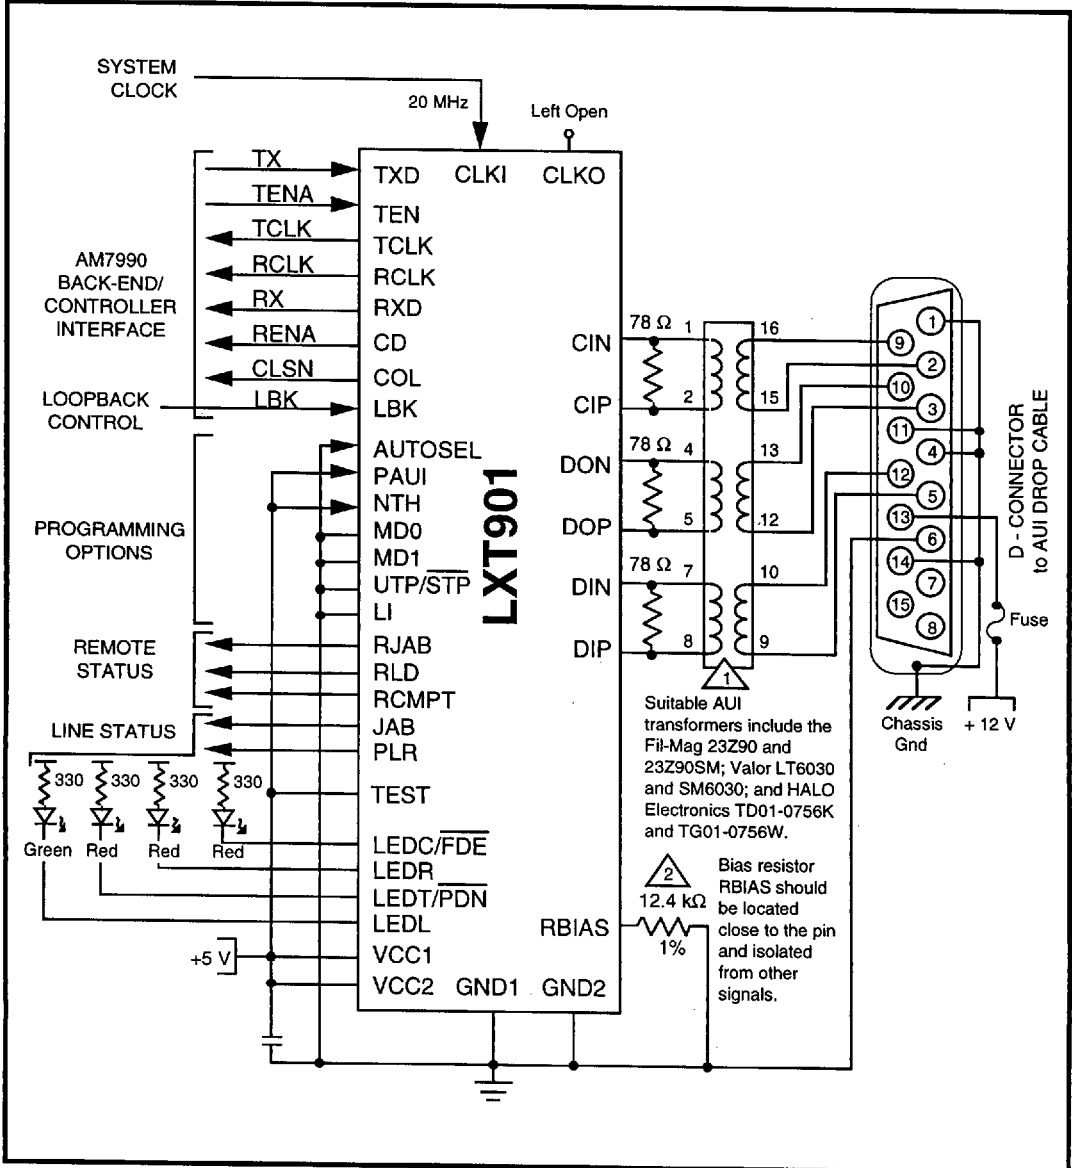 SYSTEM
CLOCK
20 MHz
Left Open
TX
TENA
TCLK
RCLK
RX
RENA
CLSN
LBK
AM7990
BACK-END/
CONTROLLER
INTERFACE
LOOPBACK
CONTROL
PROGRAMMING
OPTIONS
REMOTE
STATUS
LINE STATUS
330
330
330
330
Green
Red
Red
Red
+5 V
CLKI
CLKO
TXD
TEN
TCLK
RCLK
RXD
CD
COL
LBK
AUTOSEL
PAUI
NTH
MD0
MD1
UTP/STP
LI
RJAB
RLD
RCMPT
JAB
PLR
TEST
LEDC/FDE
LEDR
LEDT/PDN
LEDL
VCC1
VCC2
GND1
GND2
LXT901
CIN
CIP
DON
DOP
DIN
DIP
RBIAS
78 Ω
1
16
2
15
78 Ω
4
13
5
12
78 Ω
7
10
8
9
1
9
2
10
3
11
4
12
5
13
6
14
7
15
8
D - CONNECTOR
to AUI DROP CABLE
Fuse
Chassis
Gnd
+ 12 V
1
Suitable AUI
transformers include the
Fil-Mag 23Z90 and
23Z90SM; Valor LT6030
and SM6030; and HALO
Electronics TD01-0756K
and TG01-0756W.
2
12.4 kΩ
1%
Bias resistor
RBIAS should
be located
close to the pin
and isolated
from other
signals.